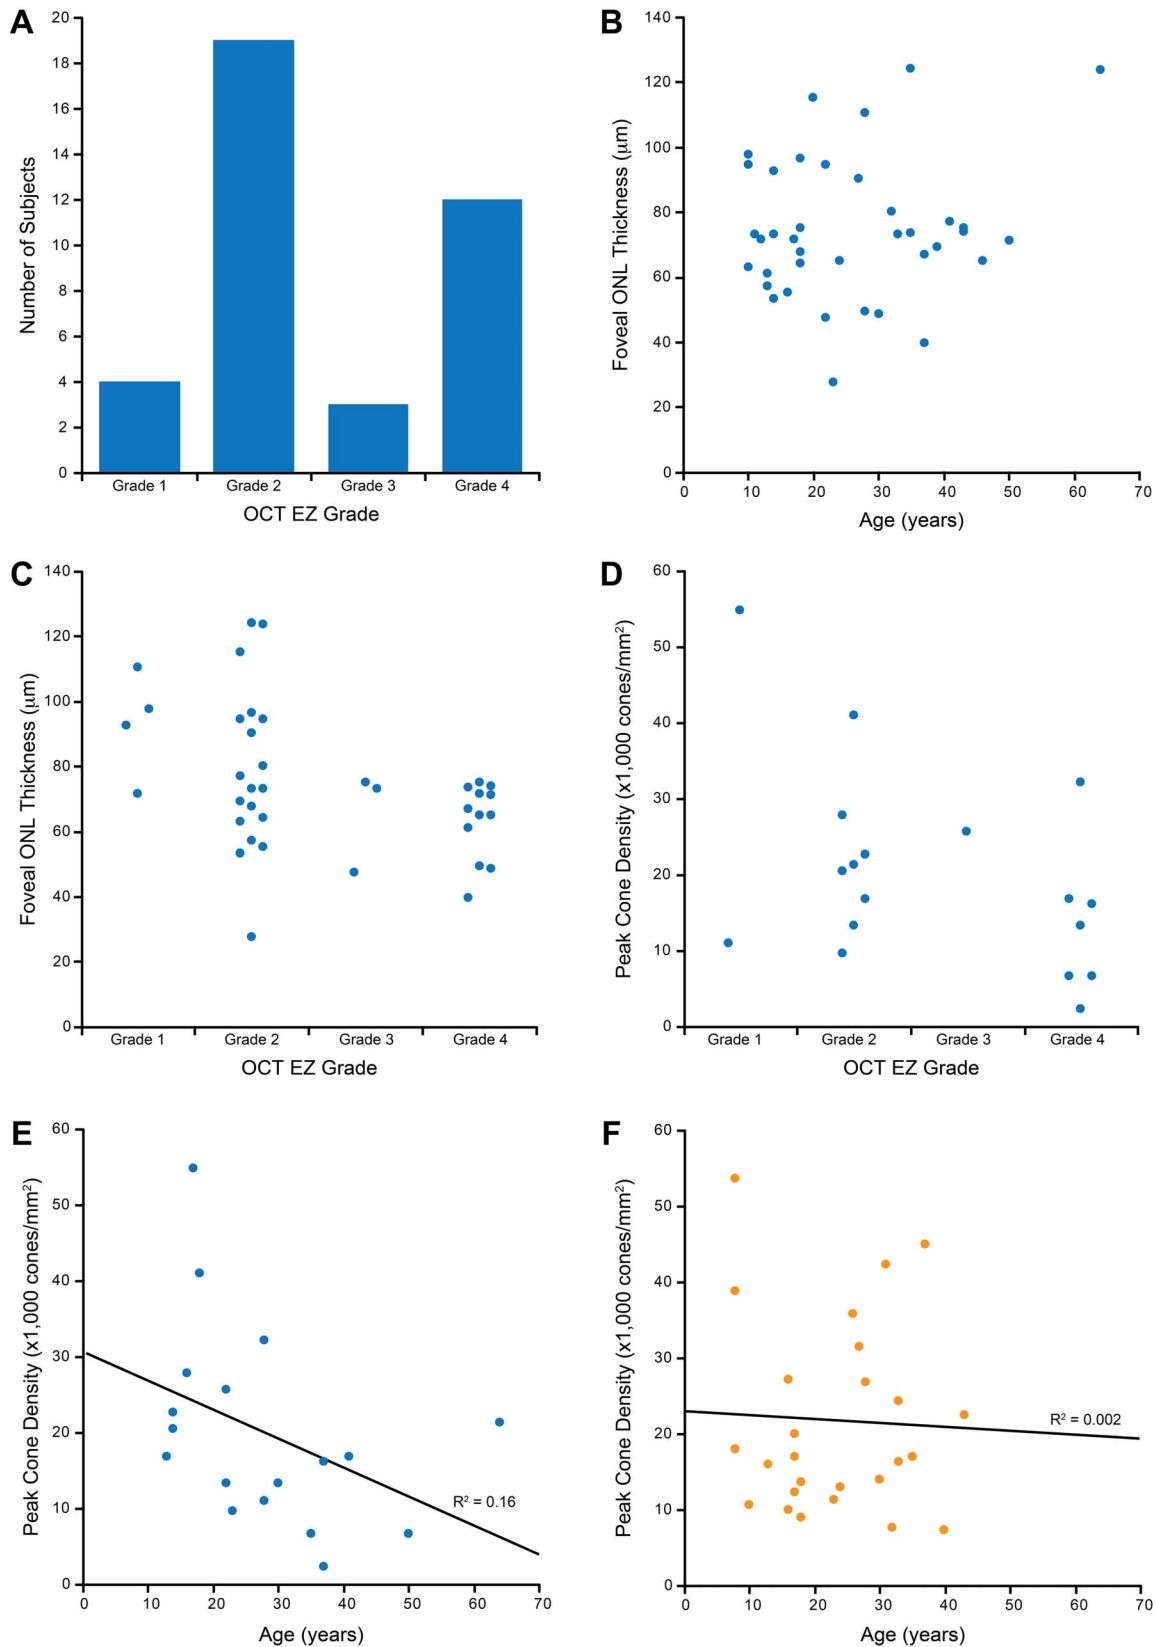 A
20
18
16
14
12
10
8
6
4
2
0
Number of Subjects
Grade 1 Grade 2 Grade 3 Grade 4
OCT EZ Grade
B
140
120
100
80
60
40
20
0
Foveal ONL Thickness (μm)
0 10 20 30 40 50 60 70
Age (years)
C
140
120
100
80
60
40
20
0
Foveal ONL Thickness (μm)
Grade 1 Grade 2 Grade 3 Grade 4
OCT EZ Grade
D
60
50
40
30
20
10
0
Peak Cone Density (x1,000 cones/mm²)
Grade 1 Grade 2 Grade 3 Grade 4
OCT EZ Grade
E
60
50
40
30
20
10
0
Peak Cone Density (x1,000 cones/mm²)
R² = 0.16
0 10 20 30 40 50 60 70
Age (years)
F
60
50
40
30
20
10
0
Peak Cone Density (x1,000 cones/mm²)
R² = 0.002
0 10 20 30 40 50 60 70
Age (years)